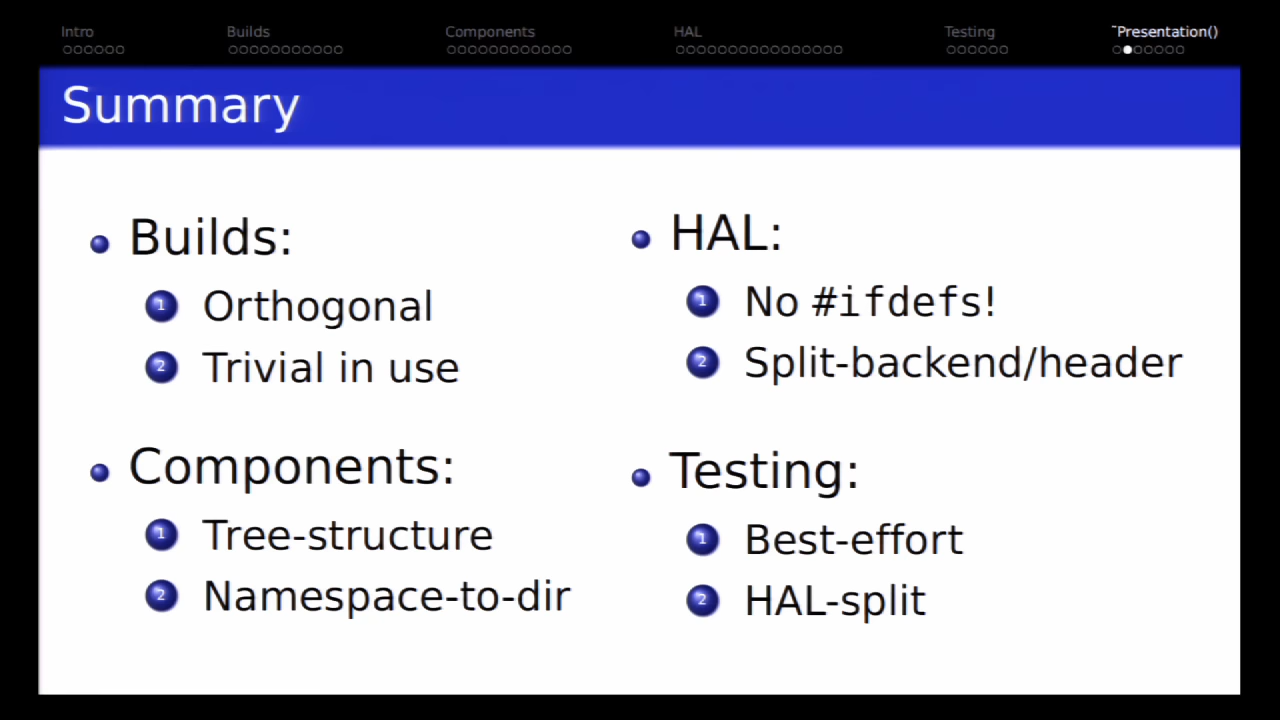 Intro
Builds
Components
HAL
Testing
~Presentation()
Summary
Builds:
1 Orthogonal
2 Trivial in use
Components:
1 Tree-structure
2 Namespace-to-dir
HAL:
1 No #ifdefs!
2 Split-backend/header
Testing:
1 Best-effort
2 HAL-split